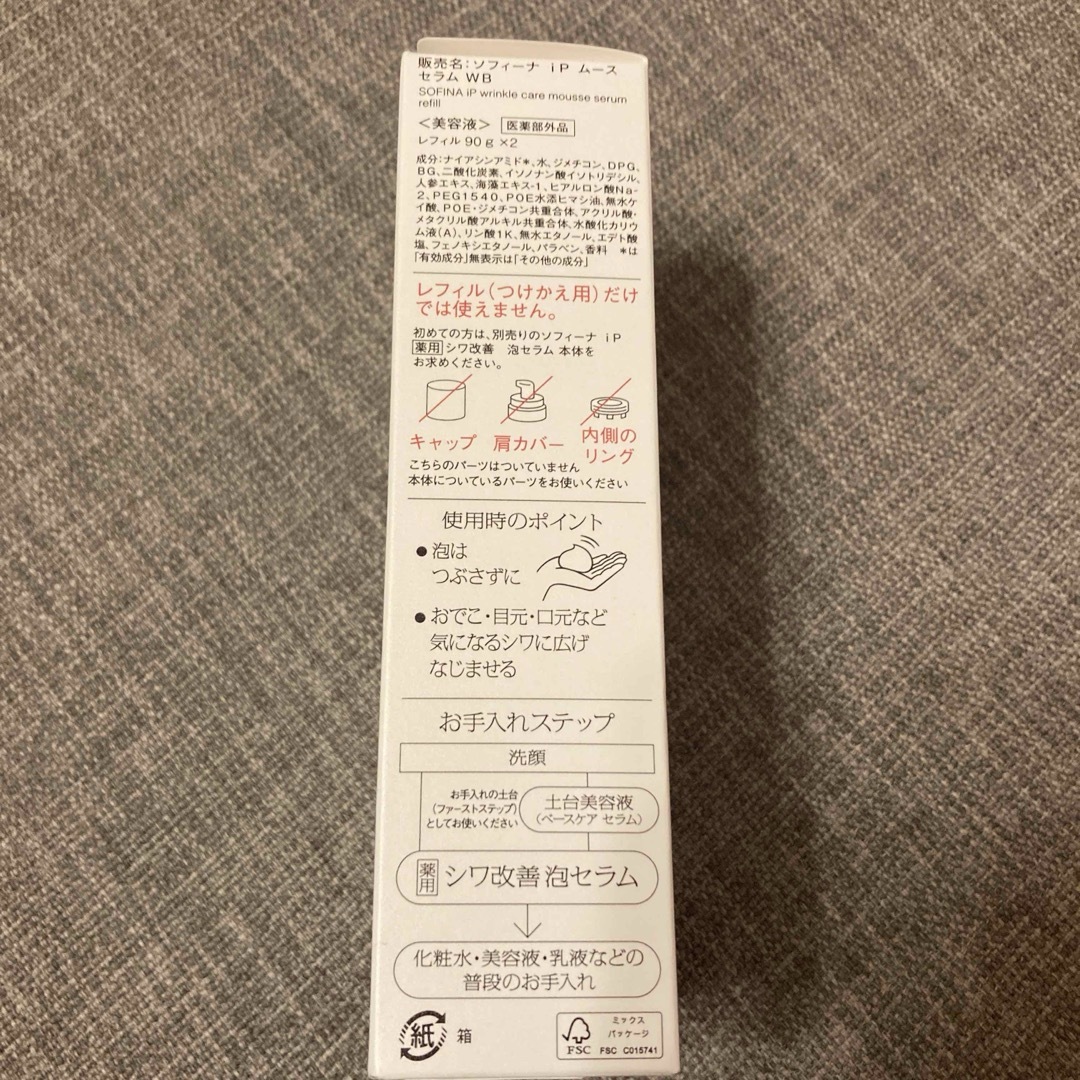 販売名：ソフィーナ iP ムース
セラム WB
SOFINA iP wrinkle care mousse serum
refill
＜美容液＞ 医薬部外品
レフィル 90g×2
成分：ナイアシンアミド＊、水、ジメチコン、DPG、
BG、二酸化炭素、イソノナン酸イソトリデシル、
人参エキス、海藻エキス-1、ヒアルロン酸Na-
2、PEG1540、POE水添ヒマシ油、無水ケ
イ酸、POE・ジメチコン共重合体、アクリル酸・
メタクリル酸アルキル共重合体、水酸化カリウ
ム液(A)、リン酸1K、無水エタノール、エデト酸
塩、フェノキシエタノール、パラベン、香料 ＊は
「有効成分」無表示は「その他の成分」
レフィル（つけかえ用）だけ
では使えません。
初めての方は、別売りのソフィーナ iP
薬用 シワ改善 泡セラム 本体を
お求めください。
キャップ 肩カバー 内側の
リング
こちらのパーツはついていません
本体についているパーツをお使いください
使用時のポイント
●泡は
つぶさずに
●おでこ・目元・口元など
気になるシワに広げ
なじませる
お手入れステップ
洗顔
お手入れの土台
（ファーストステップ）
としてお使いください
土台美容液
（ベースケア セラム）
薬用 シワ改善 泡セラム
化粧水・美容液・乳液などの
普段のお手入れ
紙 箱
FSC
ミックス
パッケージ
FSC C015741